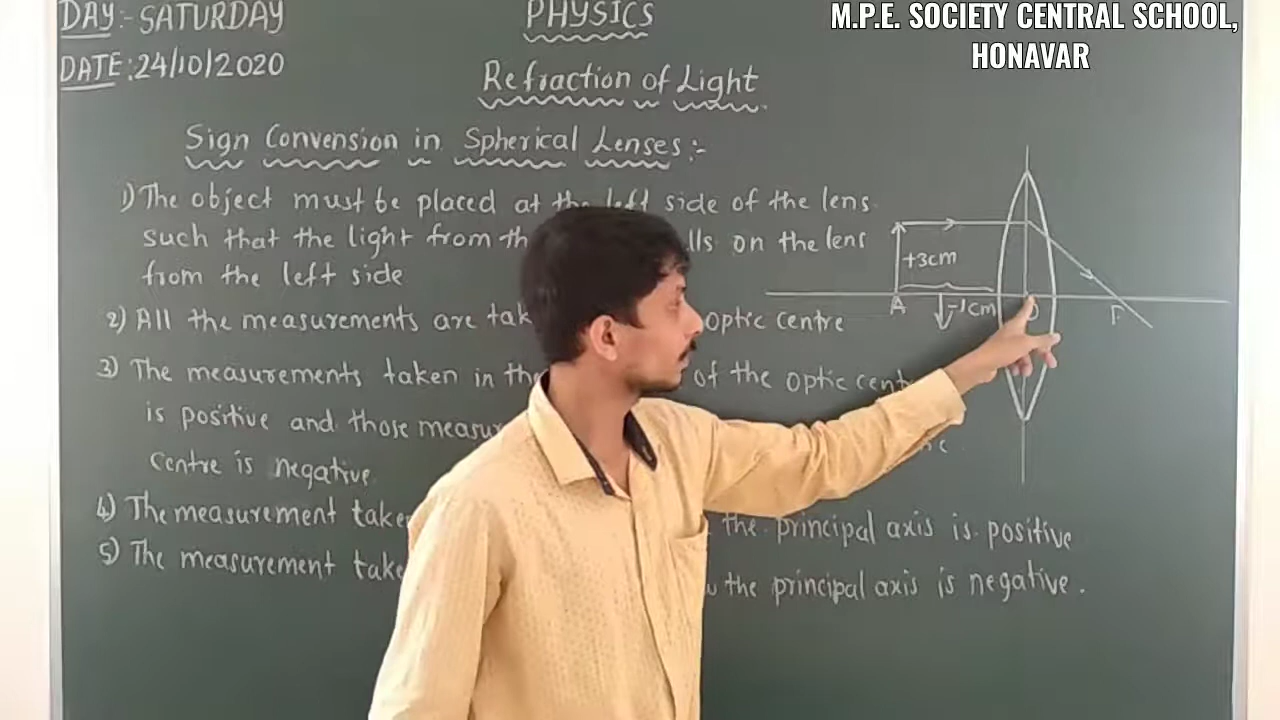 DAY:- SATURDAY
DATE: 24/10/2020
PHYSICS
M.P.E. SOCIETY CENTRAL SCHOOL,
HONAVAR
Refraction of Light
Sign Convension in Spherical Lenses:-
1) The object must be placed at the left side of the lens
such that the light from lls on the lens
from the left side
2) All the measurements are tak optic centre
3) The measurements taken in the of the optic cent
is positive and those measu
Centre is negative
4) The measurement take the principal axis is positive
5) The measurement take the principal axis is negative.
+3cm
A
-1cm
F